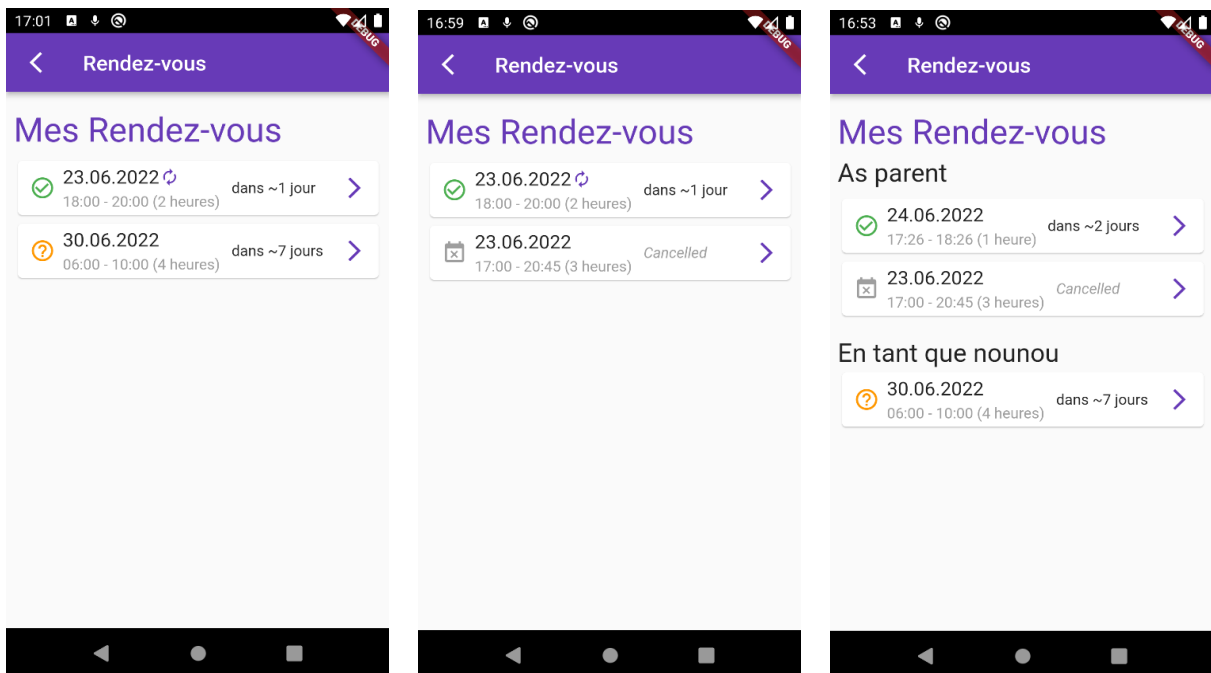 17:01
DEBUG
Rendez-vous
Mes Rendez-vous
23.06.2022
18:00 - 20:00 (2 heures)
dans ~1 jour
30.06.2022
06:00 - 10:00 (4 heures)
dans ~7 jours
16:59
DEBUG
Rendez-vous
Mes Rendez-vous
23.06.2022
18:00 - 20:00 (2 heures)
dans ~1 jour
23.06.2022
17:00 - 20:45 (3 heures)
Cancelled
16:53
DEBUG
Rendez-vous
Mes Rendez-vous
As parent
24.06.2022
17:26 - 18:26 (1 heure)
dans ~2 jours
23.06.2022
17:00 - 20:45 (3 heures)
Cancelled
En tant que nounou
30.06.2022
06:00 - 10:00 (4 heures)
dans ~7 jours